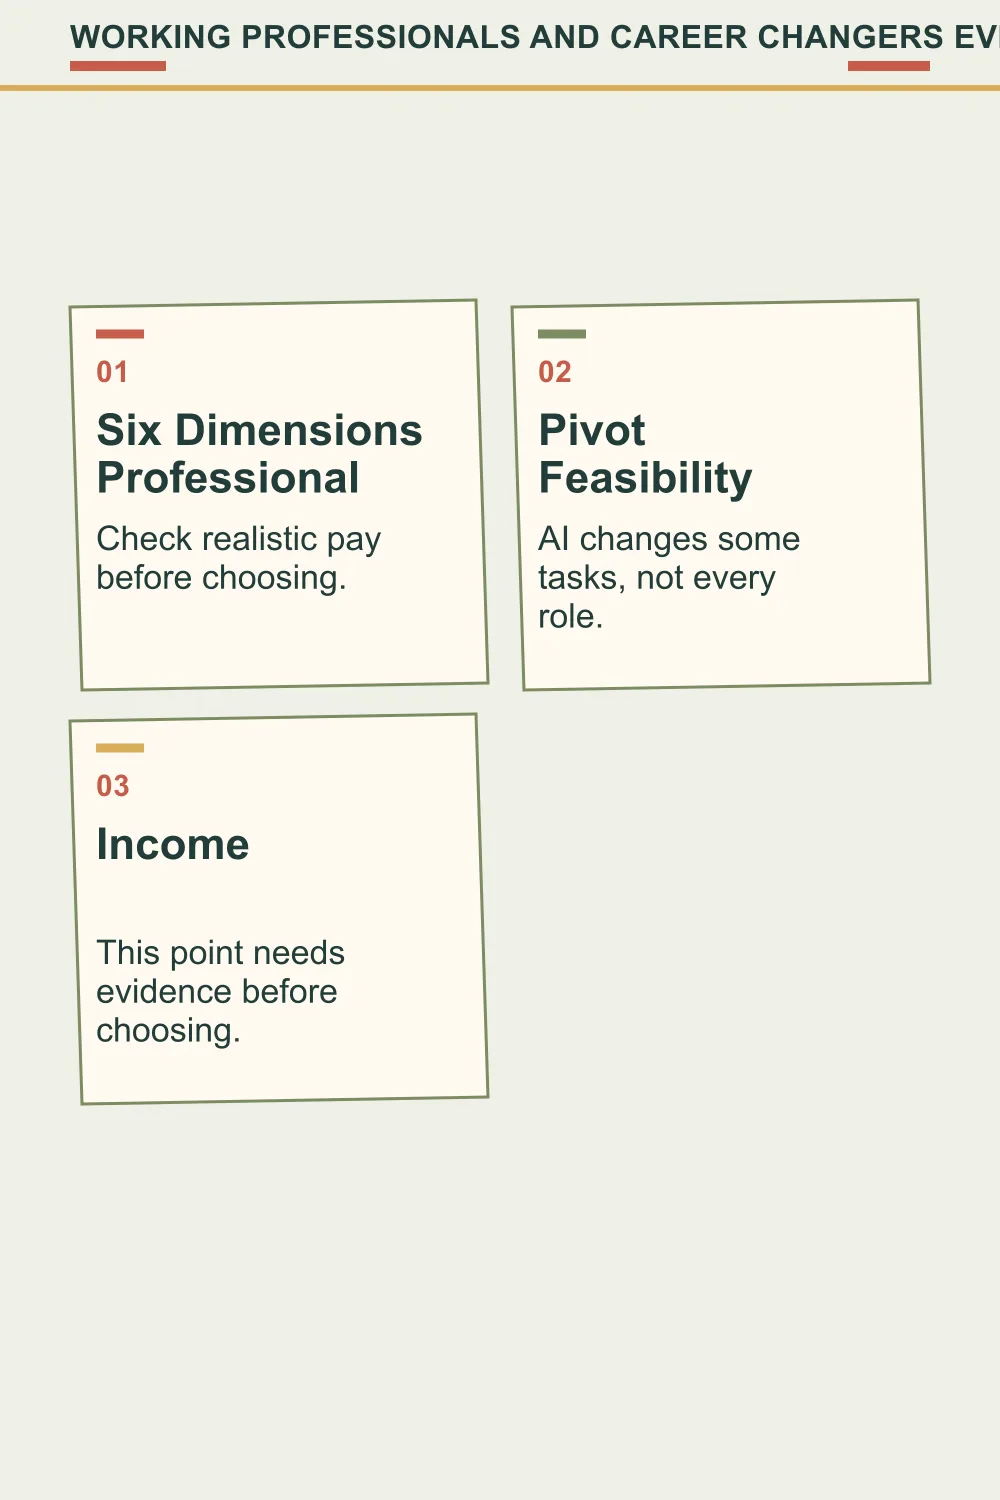 WORKING PROFESSIONALS AND CAREER CHANGERS
01
Six Dimensions
Professional
Check realistic pay
before choosing.
02
Pivot
Feasibility
AI changes some
tasks, not every
role.
03
Income
This point needs
evidence before
choosing.